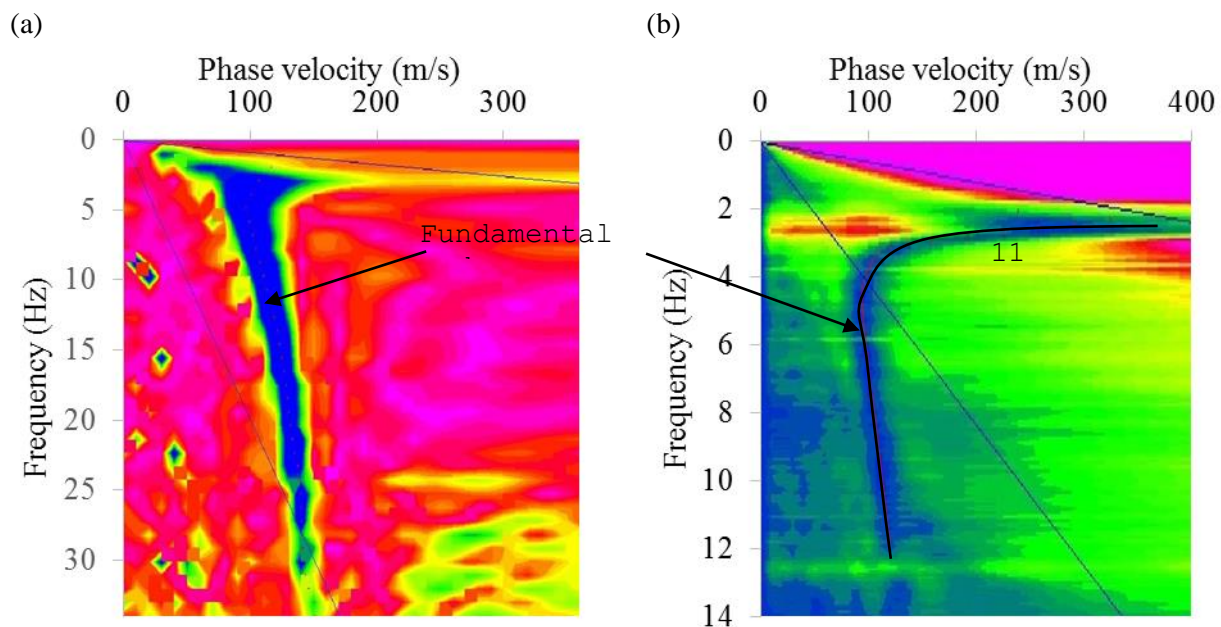 (a)
(b)
Phase velocity (m/s)
0 100 200 300
0
5
10
15
20
25
30
Frequency (Hz)
Fundamental
Phase velocity (m/s)
0 100 200 300 400
0
2
4
6
8
10
12
14
Frequency (Hz)
11